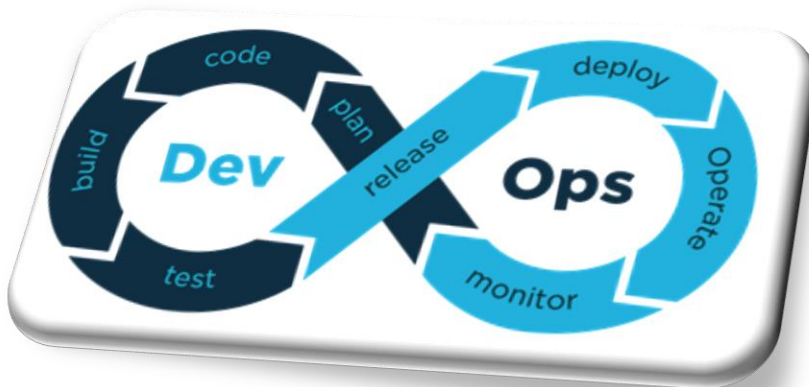 code
deploy
plan
build
Dev
release
Ops
Operate
test
monitor